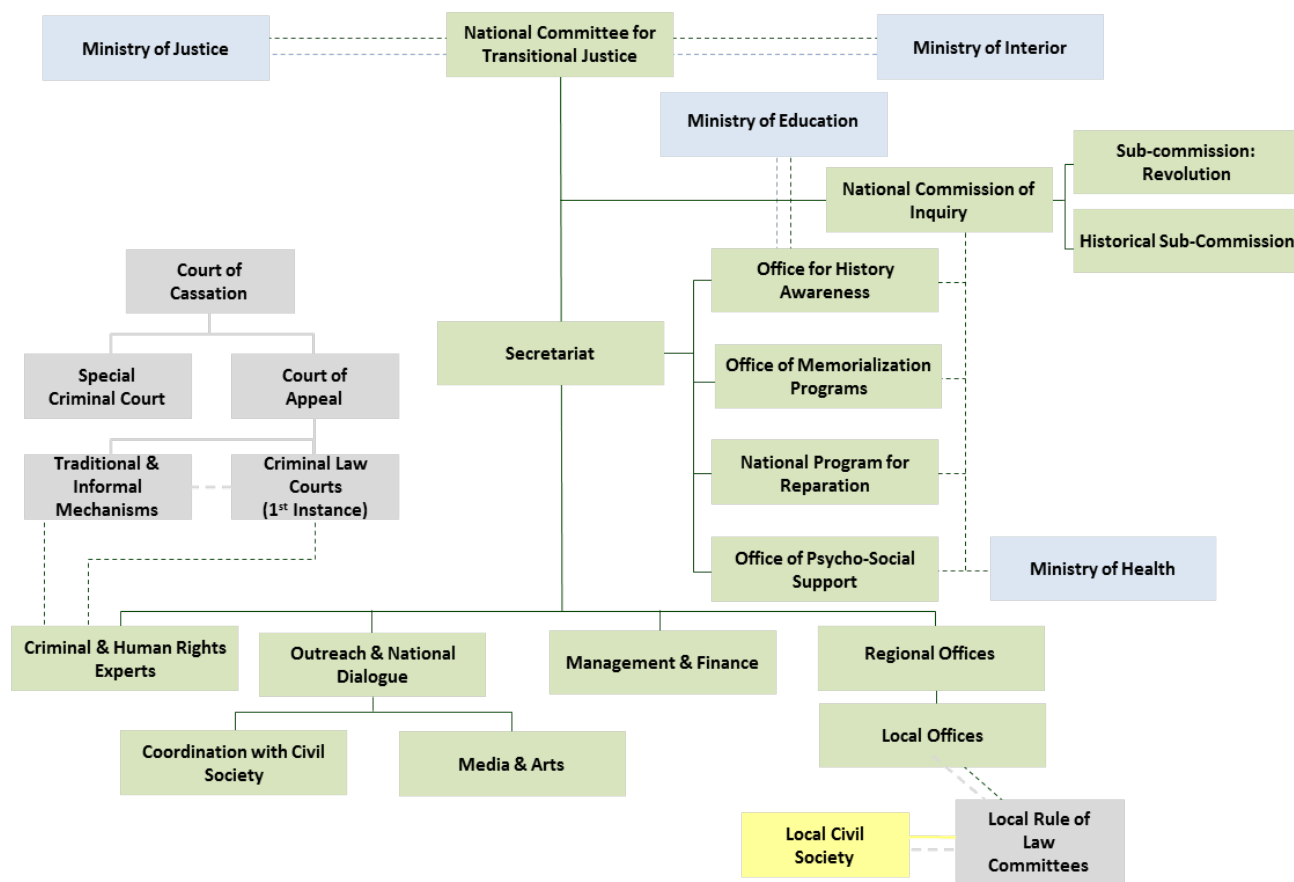 Ministry of Justice
National Committee for
Transitional Justice
Ministry of Interior
Ministry of Education
Sub-commission:
Revolution
National Commission of
Inquiry
Historical Sub-Commission
Court of
Cassation
Office for History
Awareness
Secretariat
Special
Criminal Court
Court of
Appeal
Office of Memorialization
Programs
Traditional &
Informal
Mechanisms
Criminal Law
Courts
(1st Instance)
National Program for
Reparation
Office of Psycho-Social
Support
Ministry of Health
Criminal & Human Rights
Experts
Outreach & National
Dialogue
Management & Finance
Regional Offices
Coordination with Civil
Society
Media & Arts
Local Offices
Local Civil
Society
Local Rule of
Law
Committees